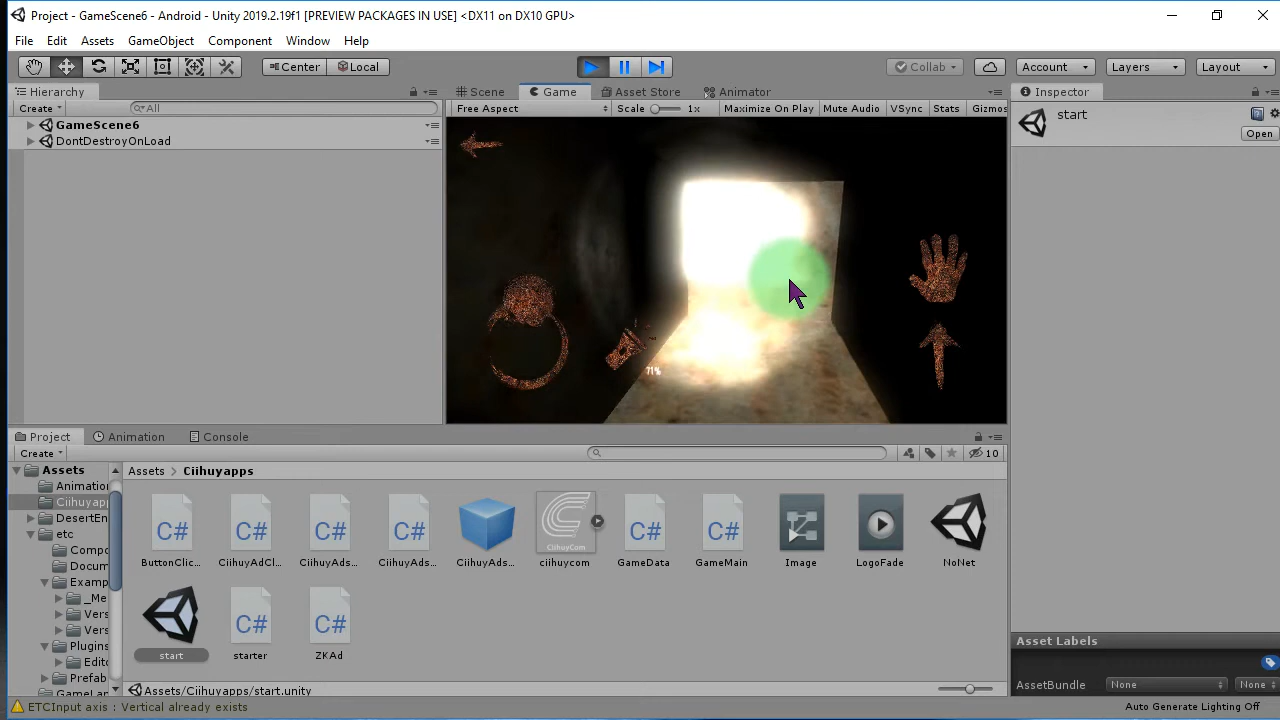 Project - GameScene6 - Android - Unity 2019.2.19f1 [PREVIEW PACKAGES IN USE] <DX11 on DX10 GPU>
File Edit Assets GameObject Component Window Help
Center Local Collab Account Layers Layout
Hierarchy Scene Game Asset Store Animator Inspector
Create All Free Aspect Scale 1x Maximize On Play Mute Audio VSync Stats Gizmos start
GameScene6 Open
DontDestroyOnLoad
71%
Project Animation Console
Create 10
Assets Assets Ciihuyapps
Animation
Ciihuyapp
DesertEn
etc
Compo
Docum
Examp
_Me
Vers
Vers
Plugins
Edito
Prefab
GameLan
C# C# C# C# CiihuyCom C# C#
ButtonClic... CiihuyAdCl... CiihuyAds... CiihuyAds... CiihuyAds... ciihuycom GameData GameMain Image LogoFade NoNet
C# C#
start starter ZKAd
Asset Labels
AssetBundle None None
Assets/Ciihuyapps/start.unity
ETCInput axis : Vertical already exists Auto Generate Lighting Off